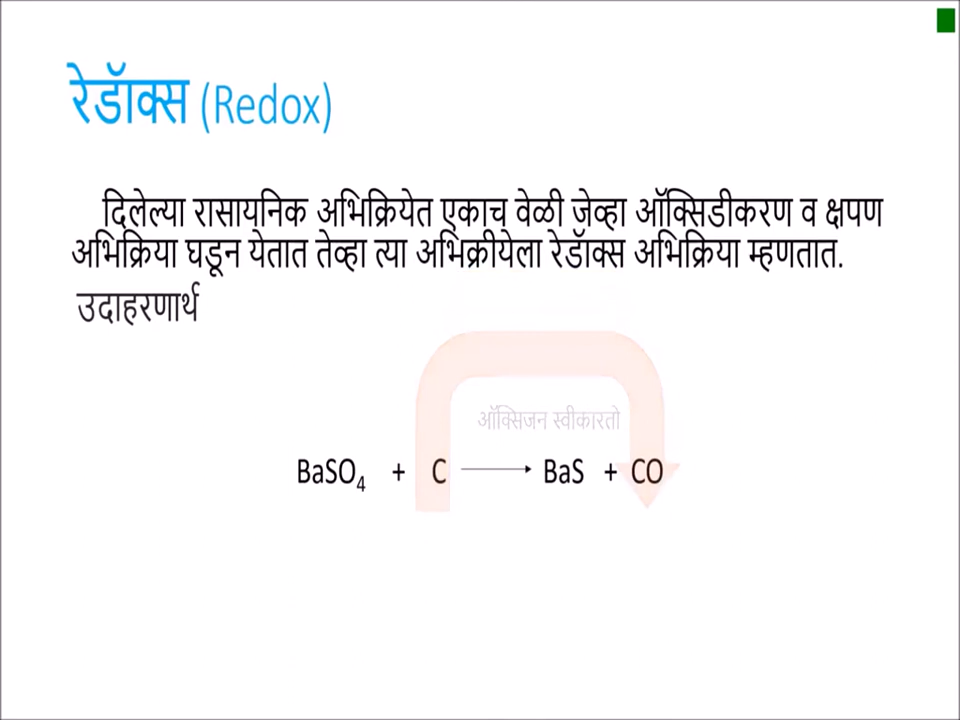 रेडॉक्स (Redox)
दिलेल्या रासायनिक अभिक्रियेत एकाच वेळी जेव्हा ऑक्सिडीकरण व क्षपण
अभिक्रिया घडून येतात तेव्हा त्या अभिक्रीयेला रेडॉक्स अभिक्रिया म्हणतात.
उदाहरणार्थ
ऑक्सिजन स्वीकारतो
BaSO₄ + C ⟶ BaS + CO